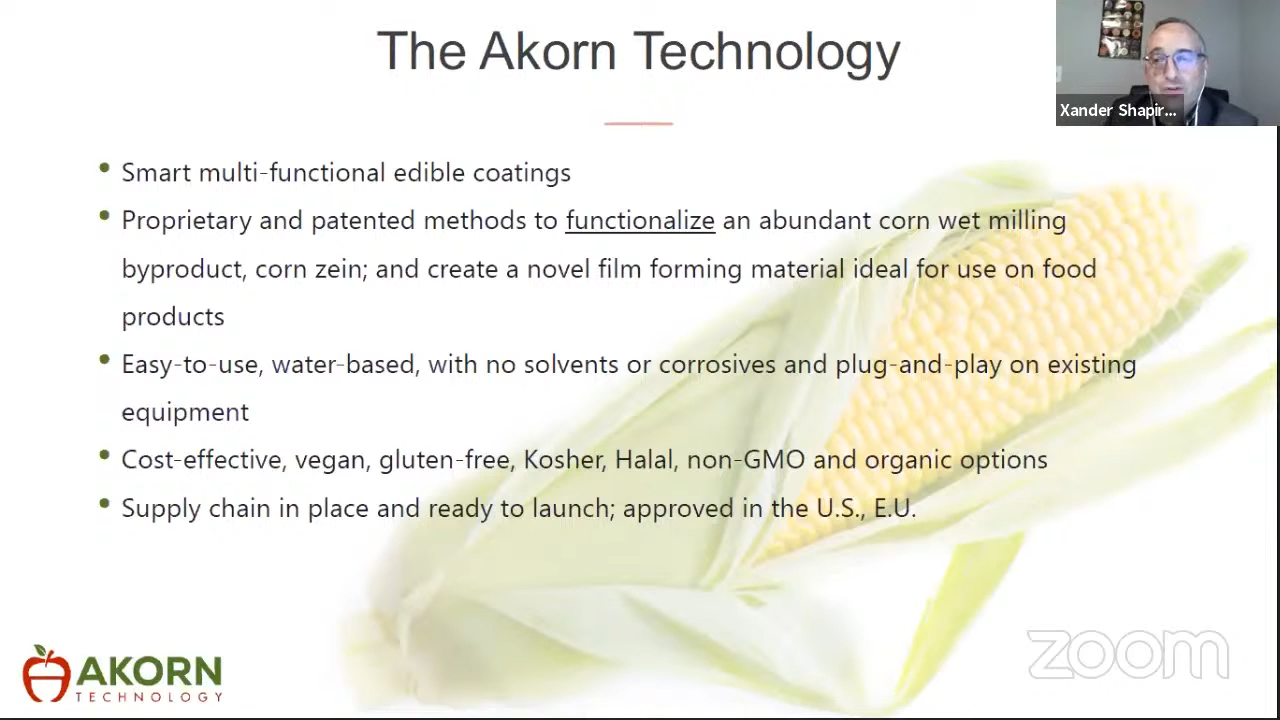 The Akorn Technology
Xander Shapir...
• Smart multi-functional edible coatings
• Proprietary and patented methods to functionalize an abundant corn wet milling
byproduct, corn zein; and create a novel film forming material ideal for use on food
products
• Easy-to-use, water-based, with no solvents or corrosives and plug-and-play on existing
equipment
• Cost-effective, vegan, gluten-free, Kosher, Halal, non-GMO and organic options
• Supply chain in place and ready to launch; approved in the U.S., E.U.
AKORN
TECHNOLOGY
zoom